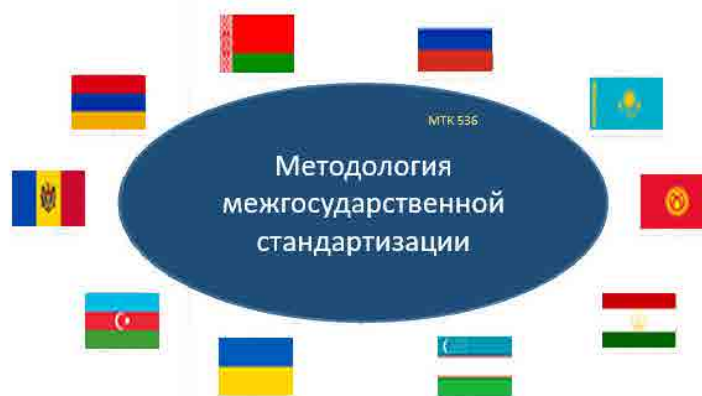 МТК 536
Методология
межгосударственной
стандартизации